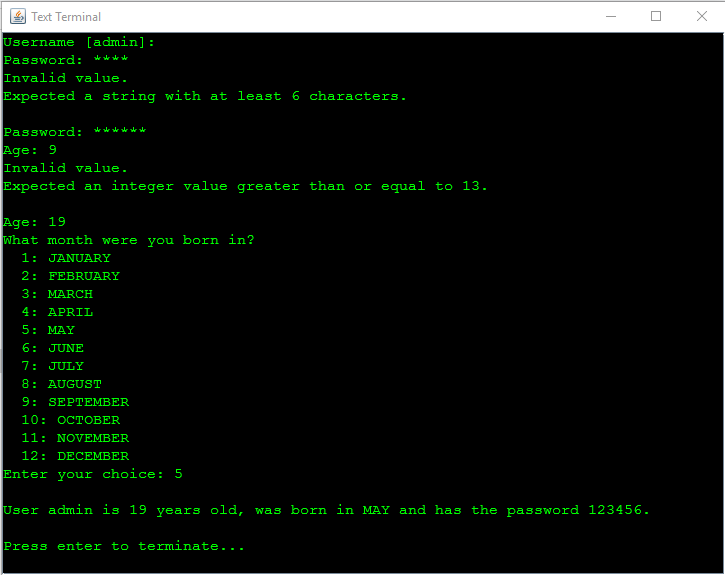 Text Terminal
Username [admin]:
Password: ****
Invalid value.
Expected a string with at least 6 characters.
Password: ******
Age: 9
Invalid value.
Expected an integer value greater than or equal to 13.
Age: 19
What month were you born in?
1: JANUARY
2: FEBRUARY
3: MARCH
4: APRIL
5: MAY
6: JUNE
7: JULY
8: AUGUST
9: SEPTEMBER
10: OCTOBER
11: NOVEMBER
12: DECEMBER
Enter your choice: 5
User admin is 19 years old, was born in MAY and has the password 123456.
Press enter to terminate...